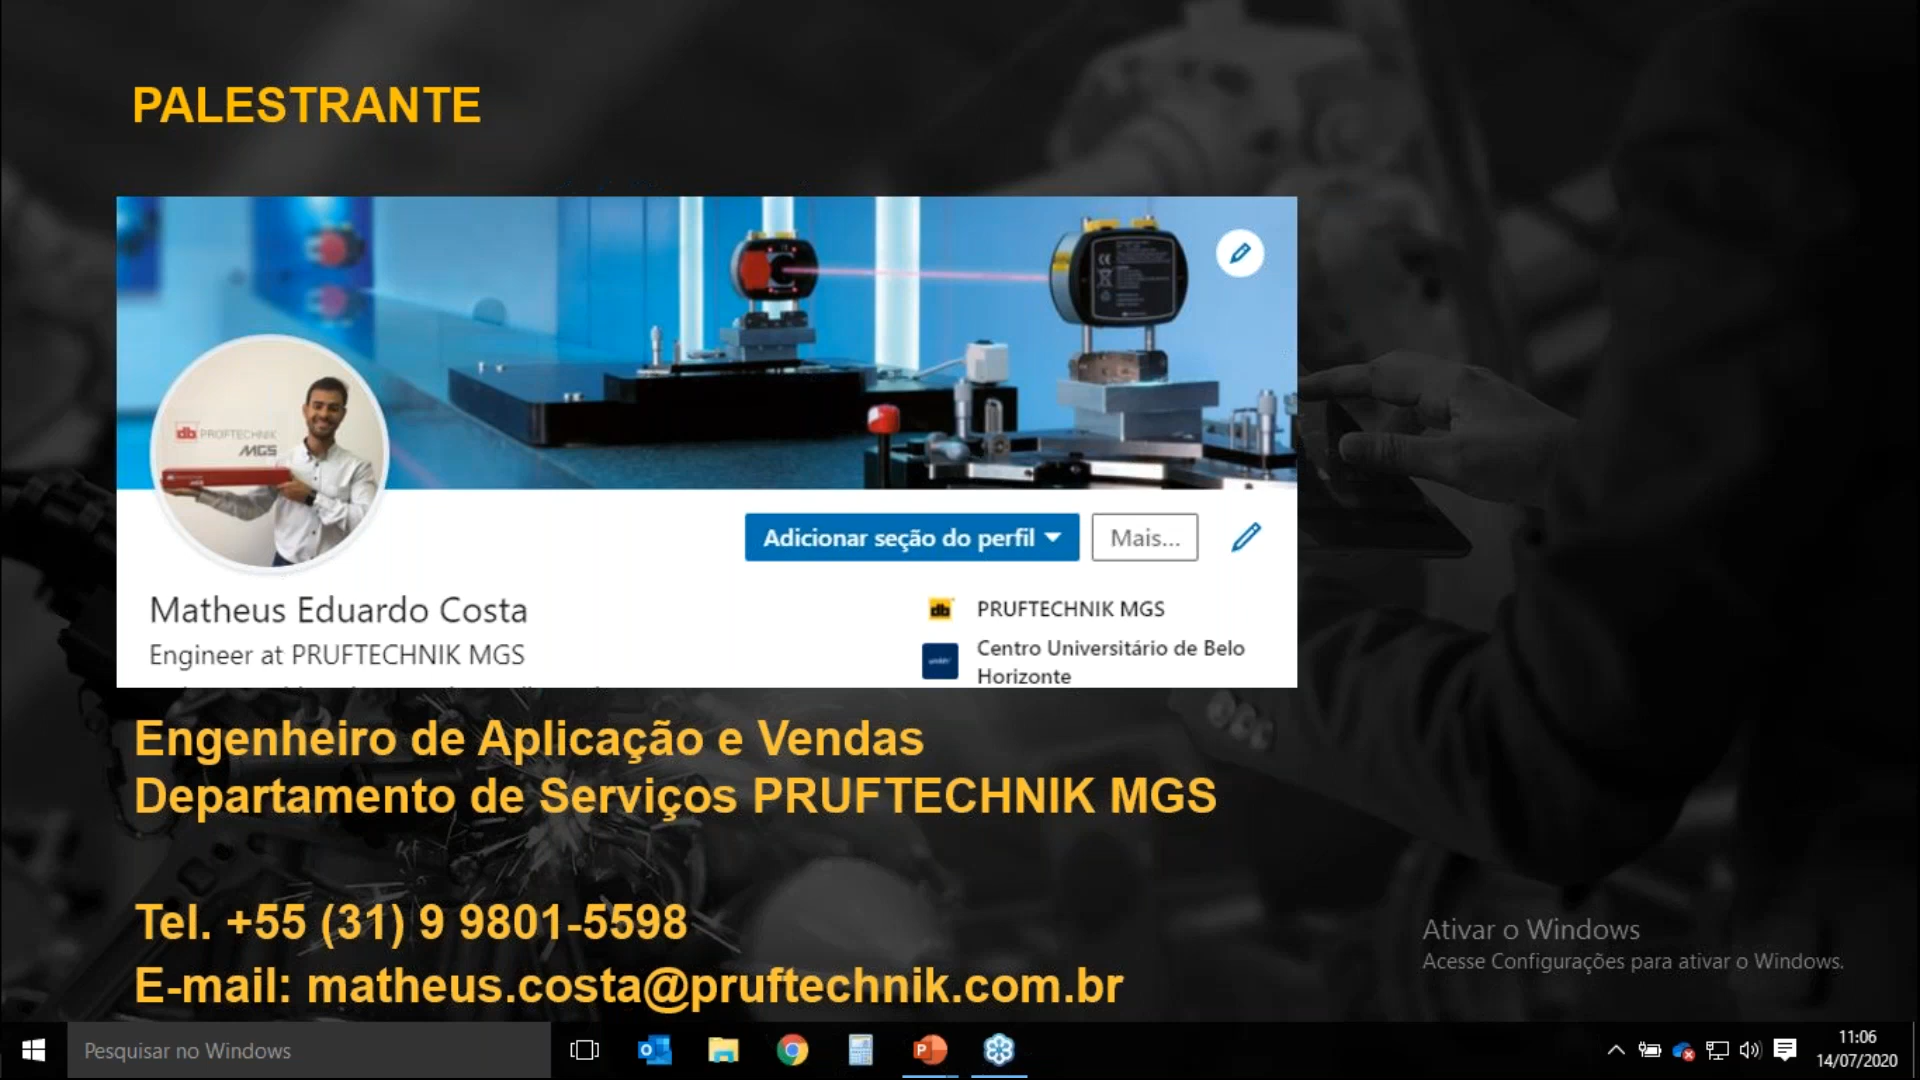 PALESTRANTE
db PRÜFTECHNIK
MGS
Adicionar seção do perfil
Mais...
Matheus Eduardo Costa
Engineer at PRUFTECHNIK MGS
db PRUFTECHNIK MGS
Centro Universitário de Belo
Horizonte
Engenheiro de Aplicação e Vendas
Departamento de Serviços PRUFTECHNIK MGS
Tel. +55 (31) 9 9801-5598
E-mail: matheus.costa@pruftechnik.com.br
Ativar o Windows
Acesse Configurações para ativar o Windows.
Pesquisar no Windows
11:06
14/07/2020